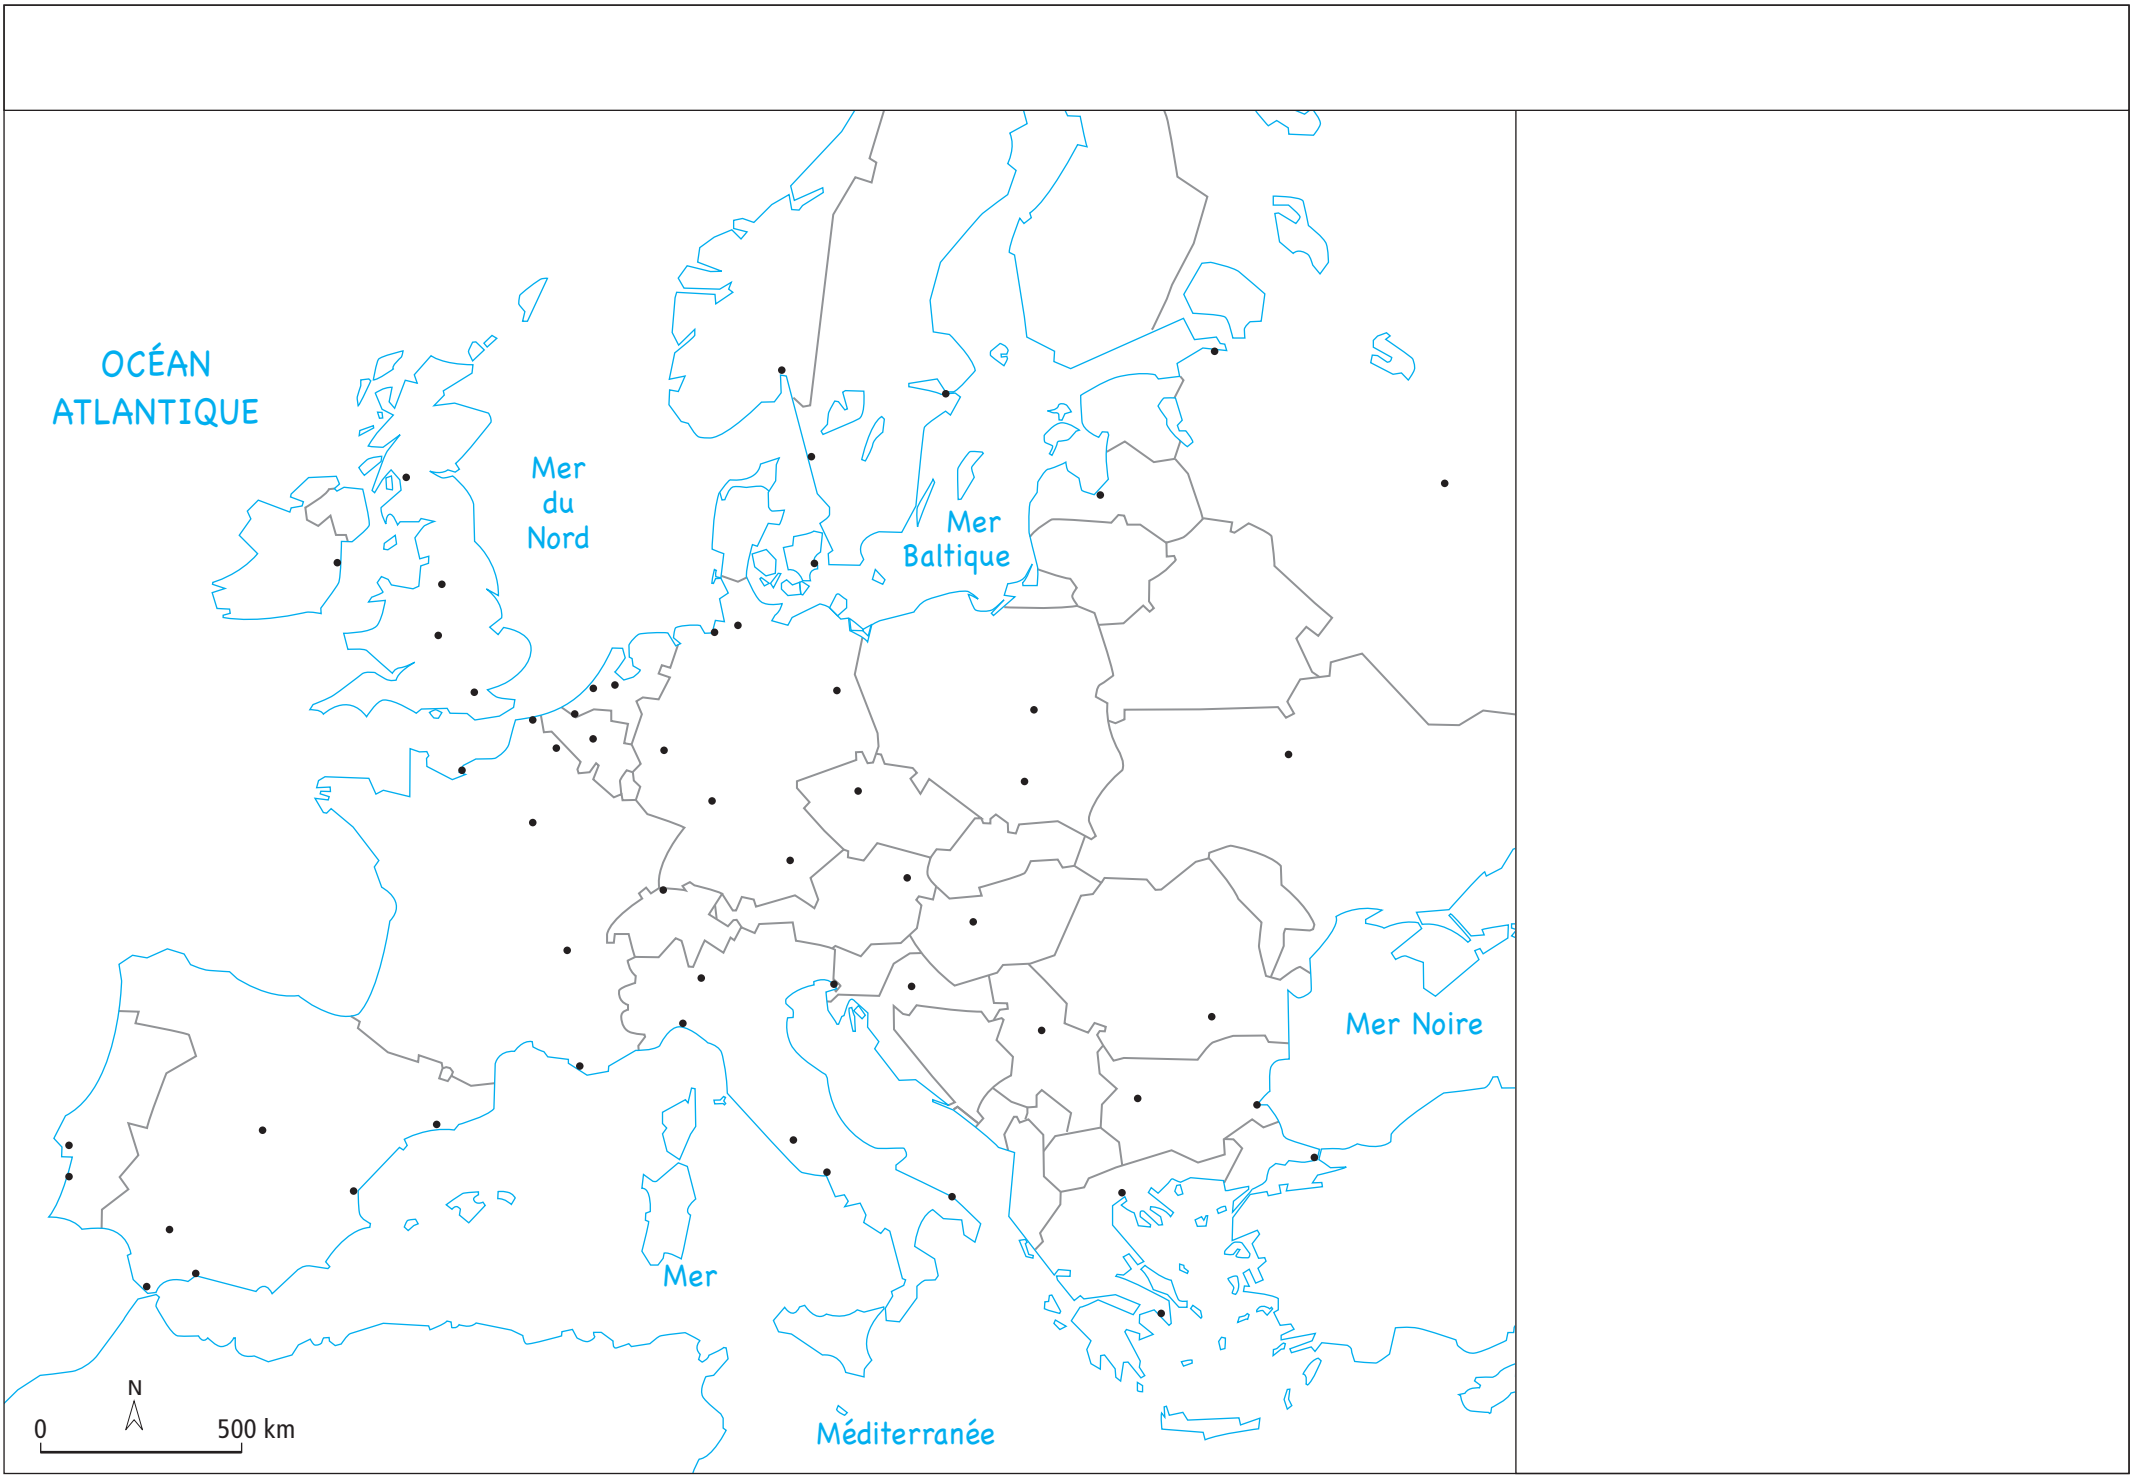 OCÉAN
ATLANTIQUE
Mer
du
Nord
Mer
Baltique
Mer Noire
Mer
Méditerranée
N
0 500 km